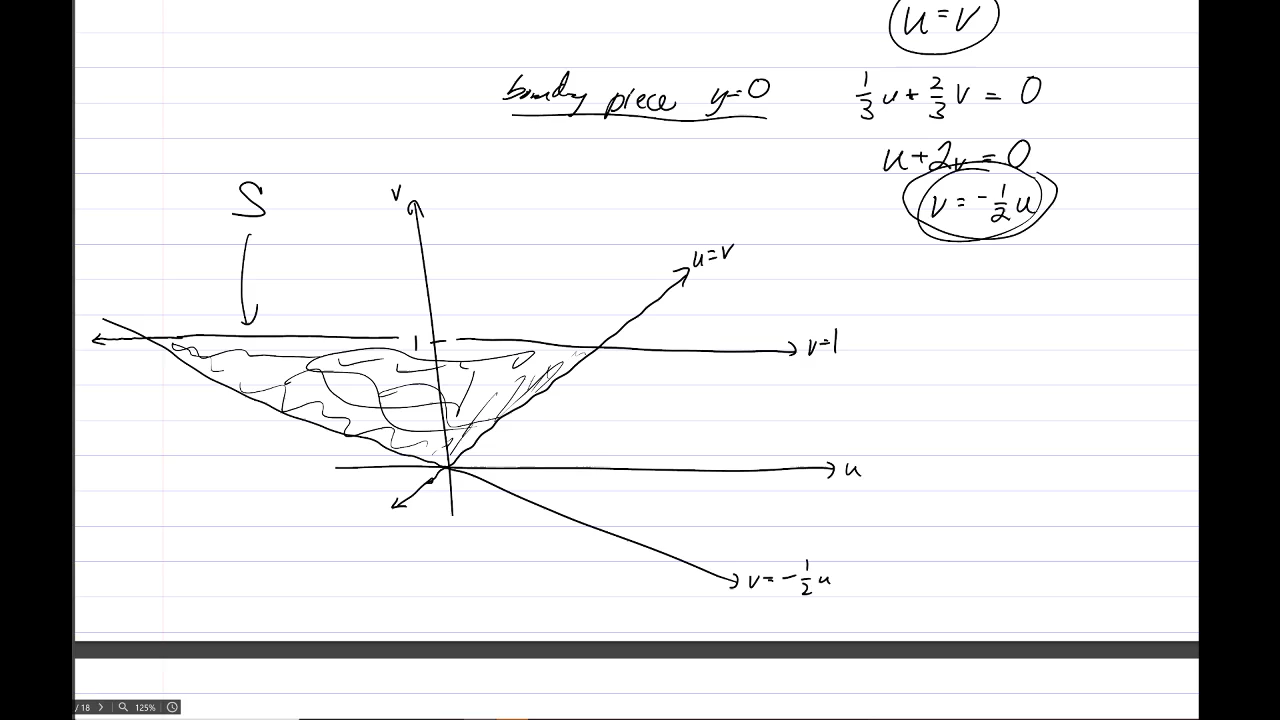 u = v
boundary piece y=0
1/3 u + 2/3 v = 0
u + 2v = 0
v = -1/2 u
S
v
u=v
1
v=1
u
v = -1/2 u
/ 18
125%